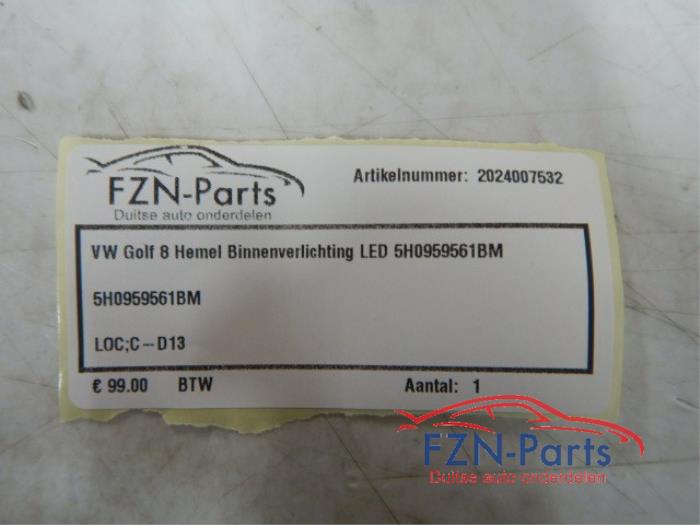 FZN-Parts
Duitse auto onderdelen
Artikelnummer: 2024007532
VW Golf 8 Hemel Binnenverlichting LED 5H0959561BM
5H0959561BM
LOC;C-D13
€ 99.00 BTW Aantal: 1
FZN-Parts
Duitse auto onderdelen